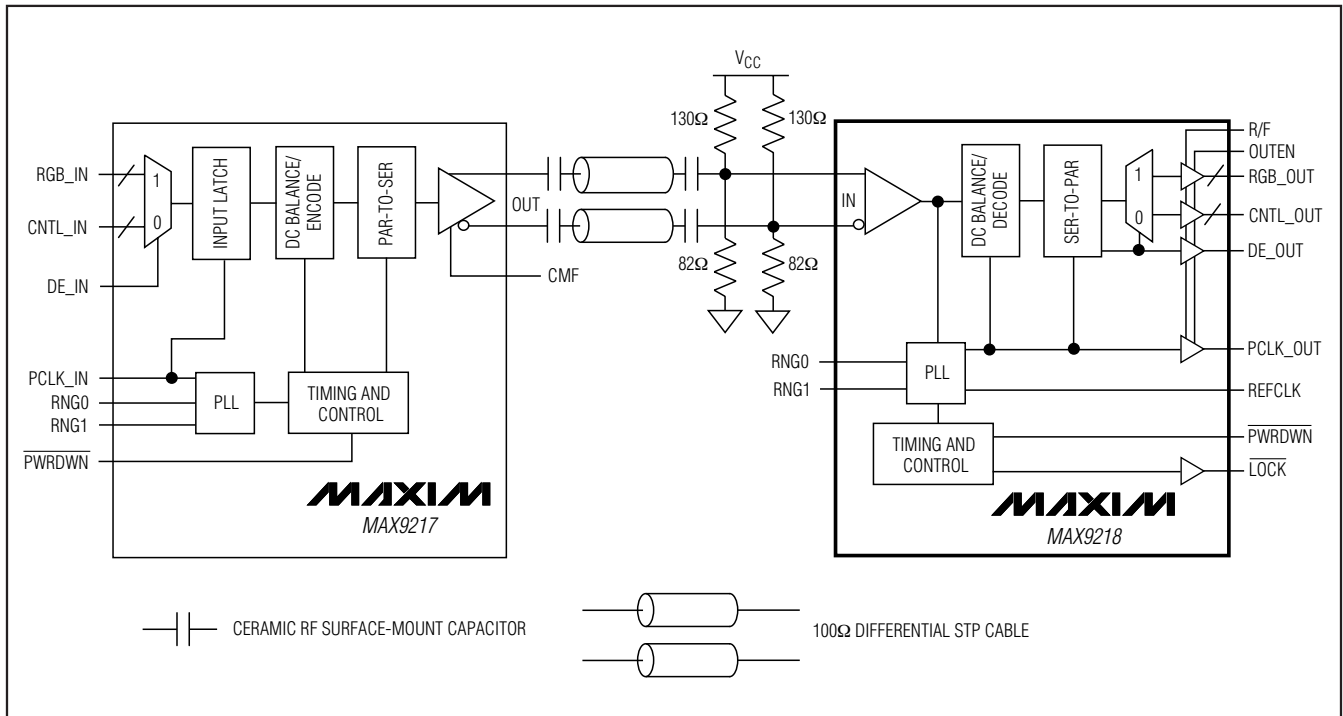 VCC
130Ω
130Ω
RGB_IN
CNTL_IN
DE_IN
PCLK_IN
RNG0
RNG1
PWRDWN
1
0
INPUT LATCH
DC BALANCE/
ENCODE
PAR-TO-SER
PLL
TIMING AND
CONTROL
OUT
CMF
MAXIM
MAX9217
82Ω
82Ω
IN
RNG0
RNG1
PLL
TIMING AND
CONTROL
DC BALANCE/
DECODE
SER-TO-PAR
1
0
R/F
OUTEN
RGB_OUT
CNTL_OUT
DE_OUT
PCLK_OUT
REFCLK
PWRDWN
LOCK
MAXIM
MAX9218
CERAMIC RF SURFACE-MOUNT CAPACITOR
100Ω DIFFERENTIAL STP CABLE